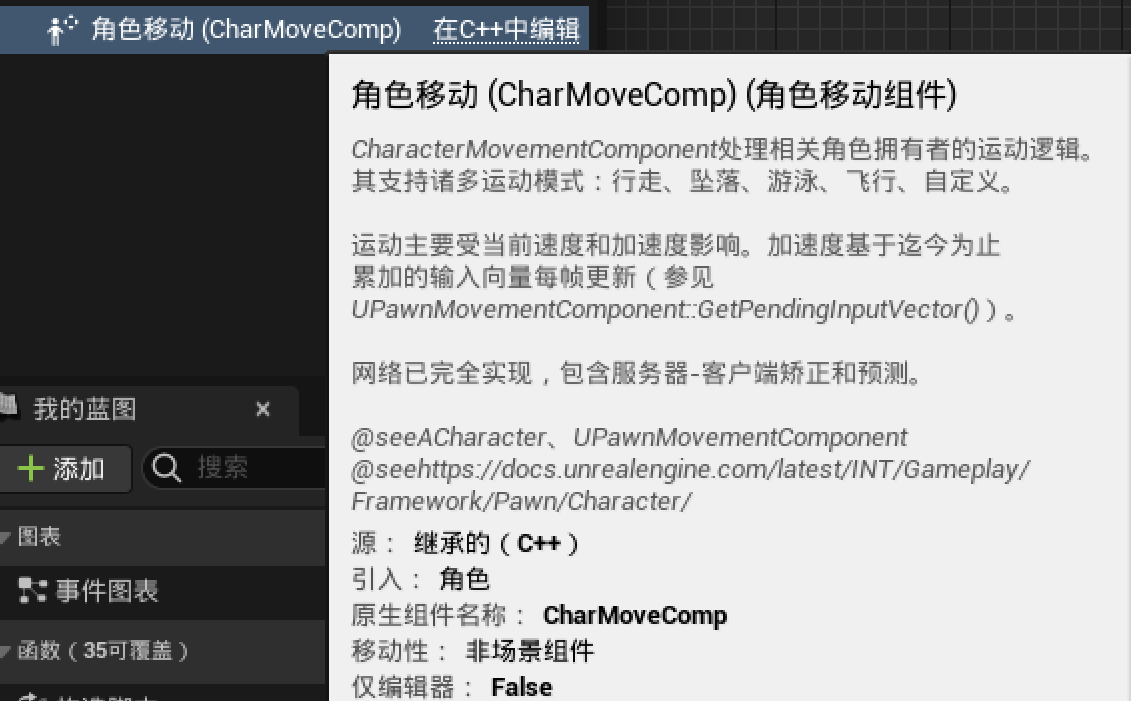 角色移动 (CharMoveComp) 在C++中编辑
角色移动 (CharMoveComp) (角色移动组件)
CharacterMovementComponent处理相关角色拥有者的运动逻辑。
其支持诸多运动模式：行走、坠落、游泳、飞行、自定义。
运动主要受当前速度和加速度影响。加速度基于迄今为止
累加的输入向量每帧更新（参见
UPawnMovementComponent::GetPendingInputVector()）。
网络已完全实现，包含服务器-客户端矫正和预测。
@seeACharacter、UPawnMovementComponent
@seehttps://docs.unrealengine.com/latest/INT/Gameplay/
Framework/Pawn/Character/
源： 继承的（C++）
引入： 角色
原生组件名称： CharMoveComp
移动性： 非场景组件
仅编辑器： False
我的蓝图
添加
搜索
图表
事件图表
函数（35可覆盖）